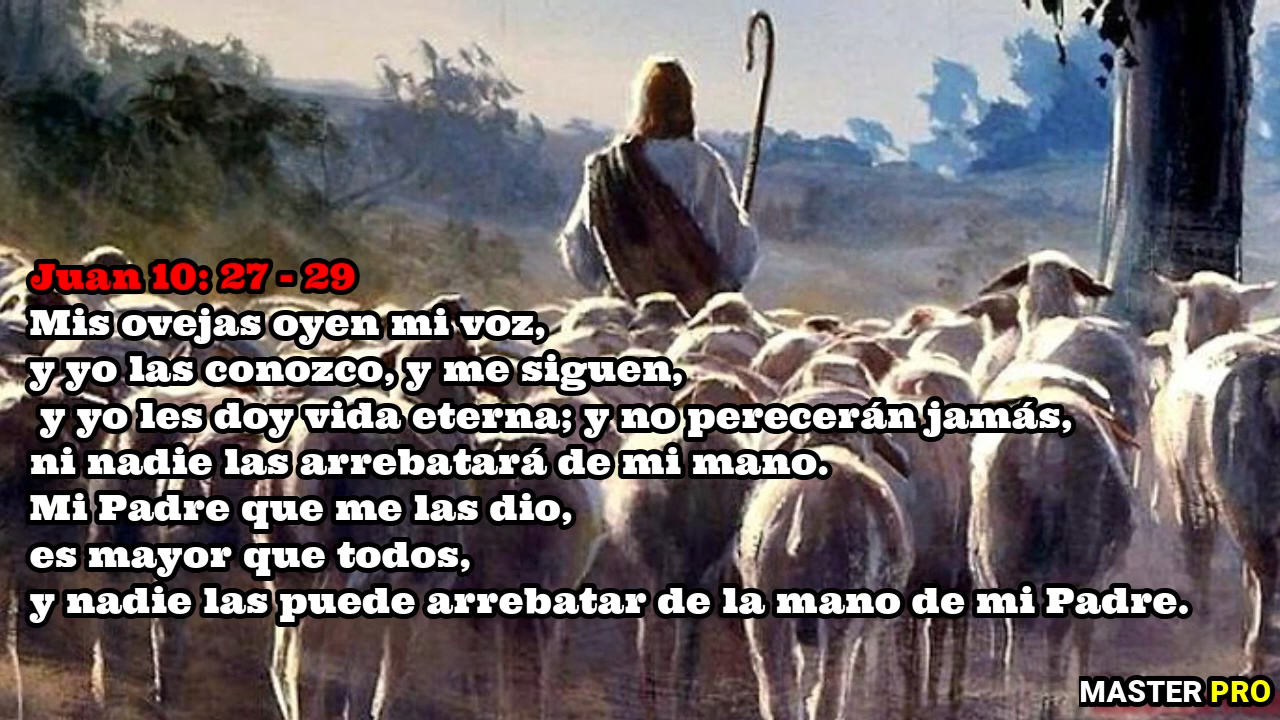 Juan 10: 27 - 29
Mis ovejas oyen mi voz,
y yo las conozco, y me siguen,
y yo les doy vida eterna; y no perecerán jamás,
ni nadie las arrebatará de mi mano.
Mi Padre que me las dio,
es mayor que todos,
y nadie las puede arrebatar de la mano de mi Padre.
MASTER PRO